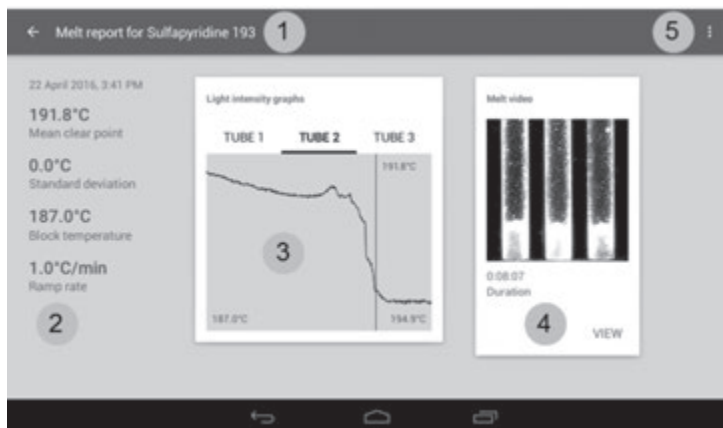 Melt report for Sulfapyridine 193
1
5
22 April 2016, 3:41 PM
191.8°C
Mean clear point
0.0°C
Standard deviation
187.0°C
Block temperature
1.0°C/min
Ramp rate
2
Light intensity graphs
TUBE 1 TUBE 2 TUBE 3
191.8°C
3
187.0°C 194.9°C
Melt video
0:08:07
Duration
4
VIEW